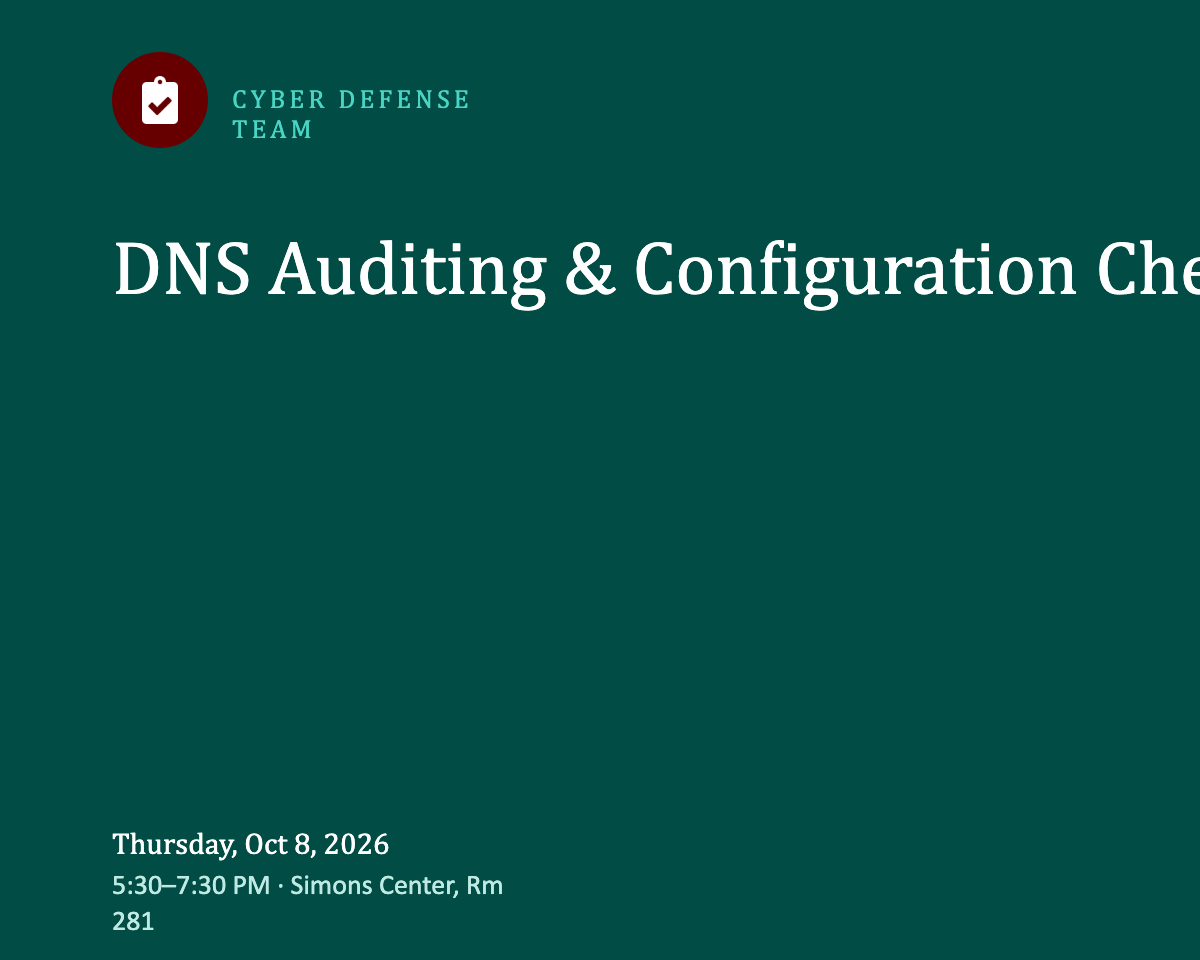 CYBER DEFENSE
TEAM
DNS Auditing & Configuration
Thursday, Oct 8, 2026
5:30–7:30 PM · Simons Center, Rm
281